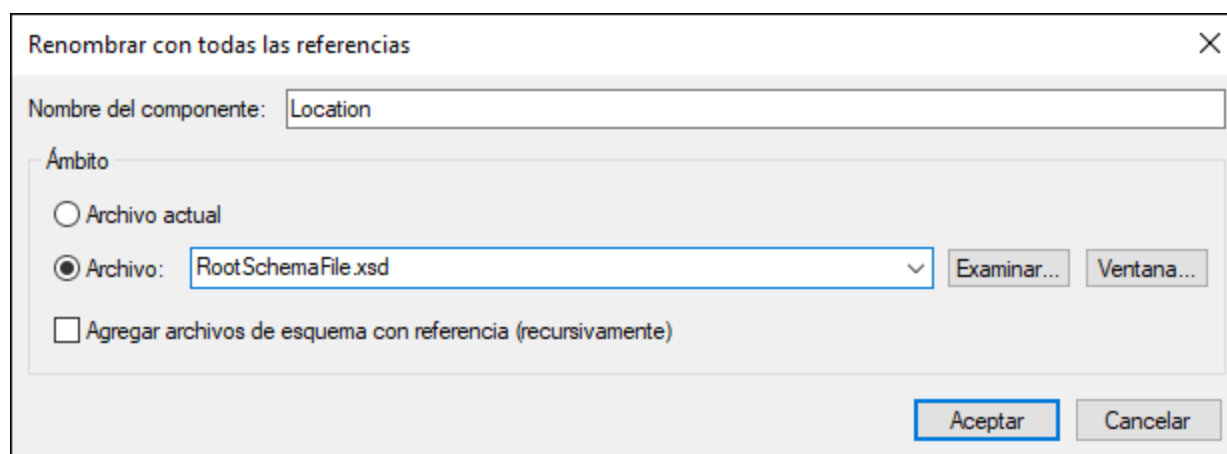 Renombrar con todas las referencias
Nombre del componente: Location
Ámbito
Archivo actual
Archivo: RootSchemaFile.xsd Examinar... Ventana...
Agregar archivos de esquema con referencia (recursivamente)
Aceptar Cancelar